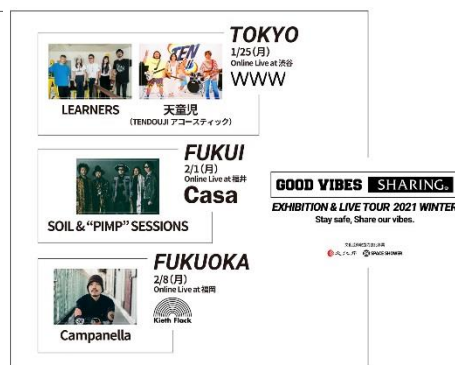 TOKYO
1/25(月)
Online Live at 渋谷
WWW
LEARNERS
天童児
(TENDOUJI アコースティック)
FUKUI
2/1(月)
Online Live at 福井
Casa
SOIL & “PIMP” SESSIONS
FUKUOKA
2/8(月)
Online Live at 福岡
Kieth Flack
Campanella
GOOD VIBES SHARING
EXHIBITION & LIVE TOUR 2021 WINTER
Stay safe, Share our vibes.
SPACE SHOWER